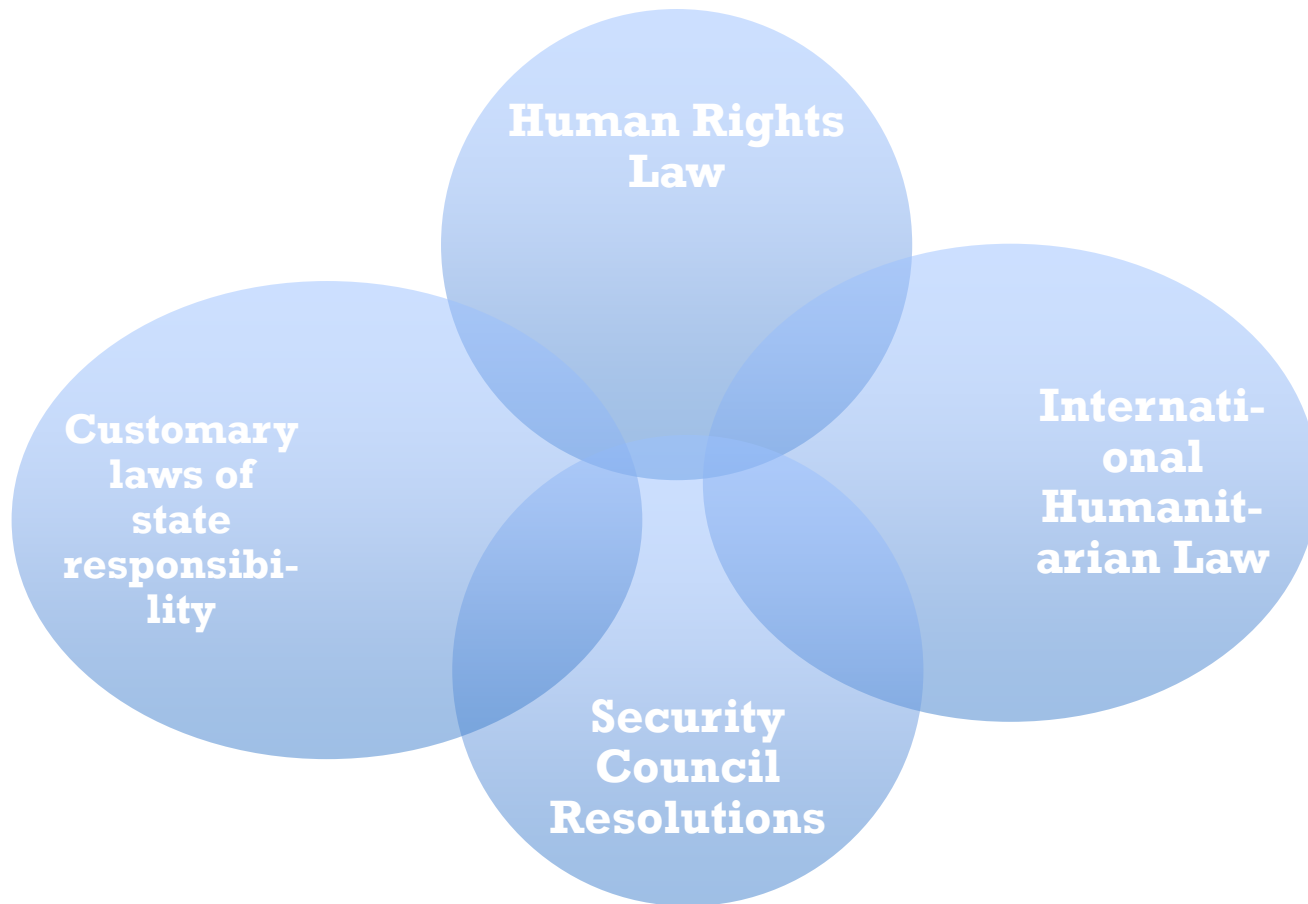 Human Rights
Law
Customary
laws of
state
responsibi-
lity
Internati-
onal
Humanit-
arian Law
Security
Council
Resolutions